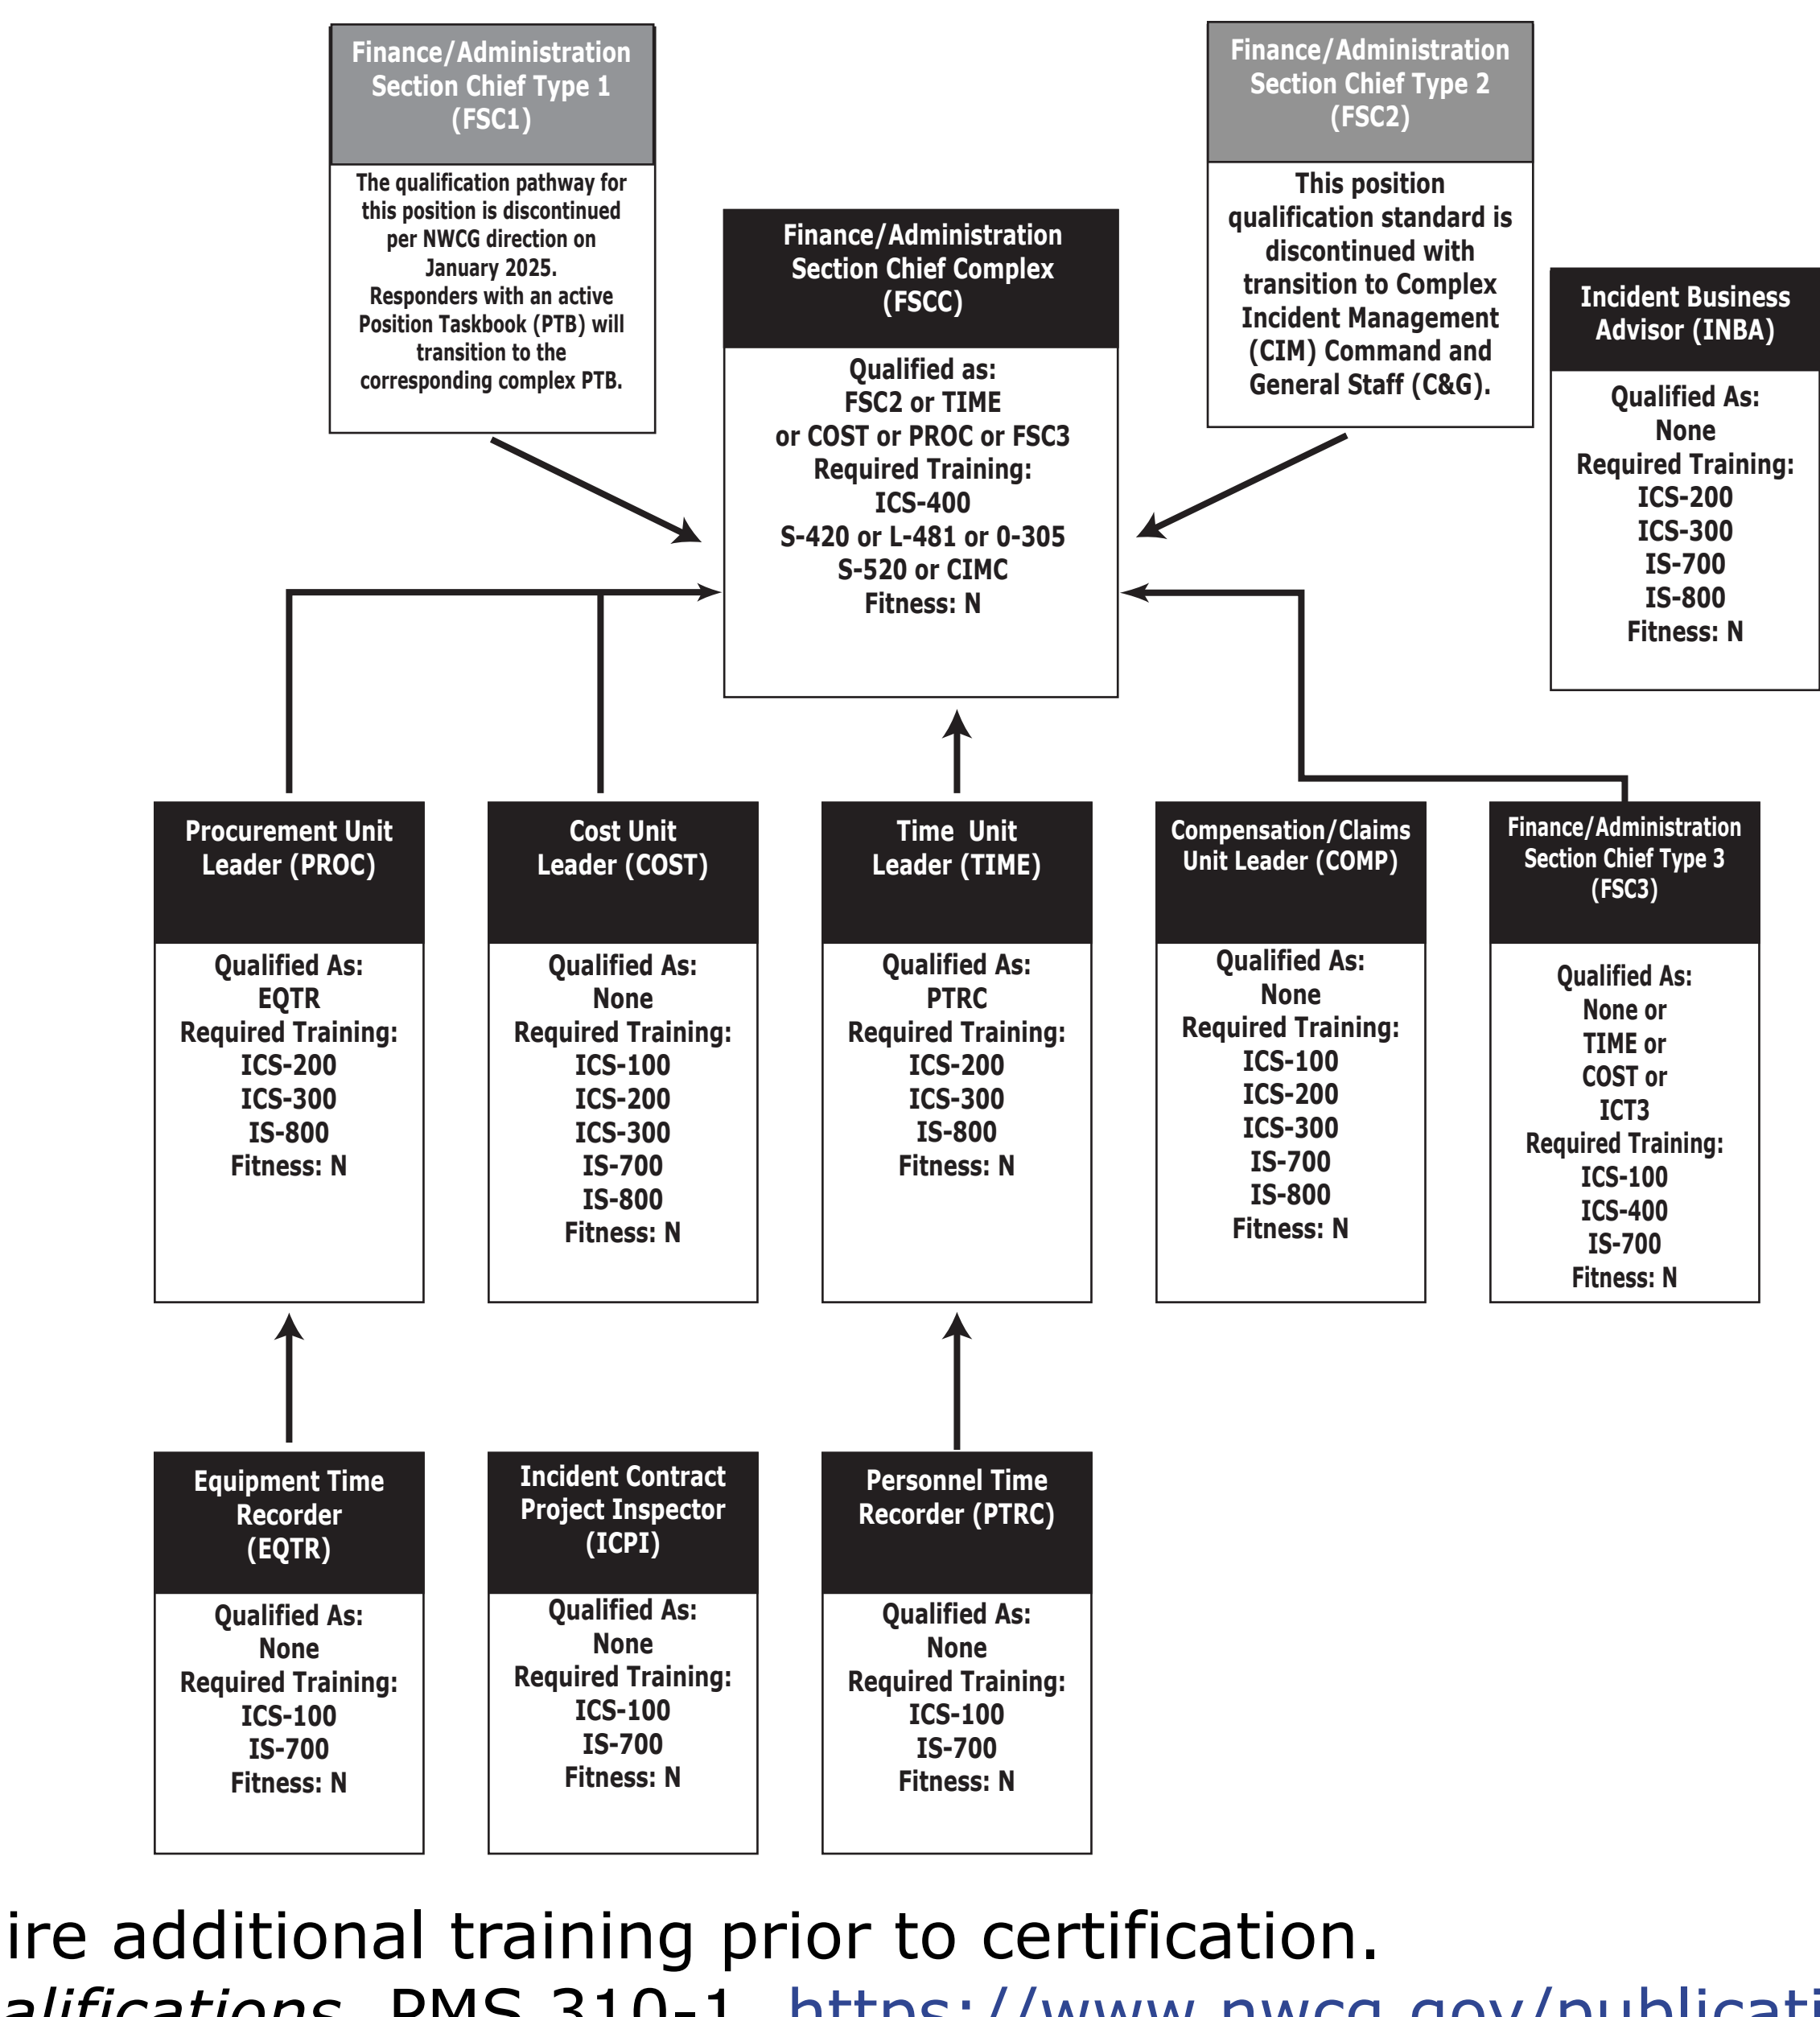 Finance/Administration
Section Chief Type 1
(FSC1)
The qualification pathway for
this position is discontinued
per NWCG direction on
January 2025.
Responders with an active
Position Taskbook (PTB) will
transition to the
corresponding complex PTB.
Finance/Administration
Section Chief Complex
(FSCC)
Qualified as:
FSC2 or TIME
or COST or PROC or FSC3
Required Training:
ICS-400
S-420 or L-481 or 0-305
S-520 or CIMC
Fitness: N
Finance/Administration
Section Chief Type 2
(FSC2)
This position
qualification standard is
discontinued with
transition to Complex
Incident Management
(CIM) Command and
General Staff (C&G).
Incident Business
Advisor (INBA)
Qualified As:
None
Required Training:
ICS-200
ICS-300
IS-700
IS-800
Fitness: N
Procurement Unit
Leader (PROC)
Qualified As:
EQTR
Required Training:
ICS-200
ICS-300
IS-800
Fitness: N
Cost Unit
Leader (COST)
Qualified As:
None
Required Training:
ICS-100
ICS-200
ICS-300
IS-700
IS-800
Fitness: N
Time Unit
Leader (TIME)
Qualified As:
PTRC
Required Training:
ICS-200
ICS-300
IS-800
Fitness: N
Compensation/Claims
Unit Leader (COMP)
Qualified As:
None
Required Training:
ICS-100
ICS-200
ICS-300
IS-700
IS-800
Fitness: N
Finance/Administration
Section Chief Type 3
(FSC3)
Qualified As:
None or
TIME or
COST or
ICT3
Required Training:
ICS-100
ICS-400
IS-700
Fitness: N
Equipment Time
Recorder
(EQTR)
Qualified As:
None
Required Training:
ICS-100
IS-700
Fitness: N
Incident Contract
Project Inspector
(ICPI)
Qualified As:
None
Required Training:
ICS-100
IS-700
Fitness: N
Personnel Time
Recorder (PTRC)
Qualified As:
None
Required Training:
ICS-100
IS-700
Fitness: N
ire additional training prior to certification.
alifications, PMS 310-1, https://www.nwcg.gov/publicati